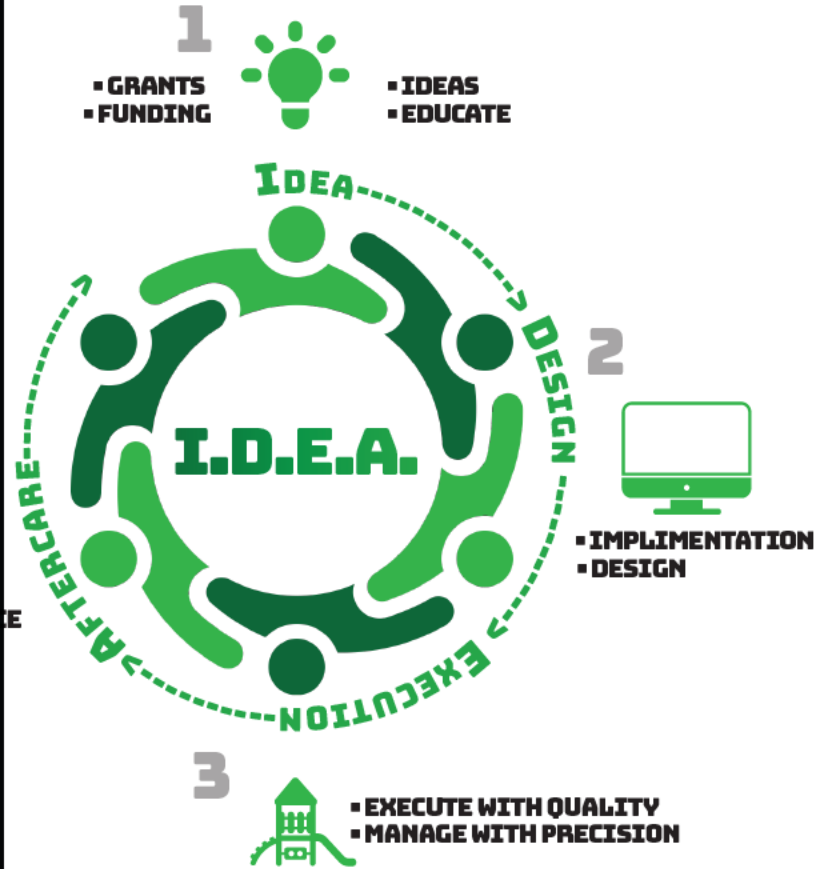 1
▪GRANTS
▪FUNDING
▪IDEAS
▪EDUCATE
IDEA
DESIGN
2
I.D.E.A.
▪IMPLIMENTATION
▪DESIGN
AFTERCARE
EXECUTION
3
▪EXECUTE WITH QUALITY
▪MANAGE WITH PRECISION